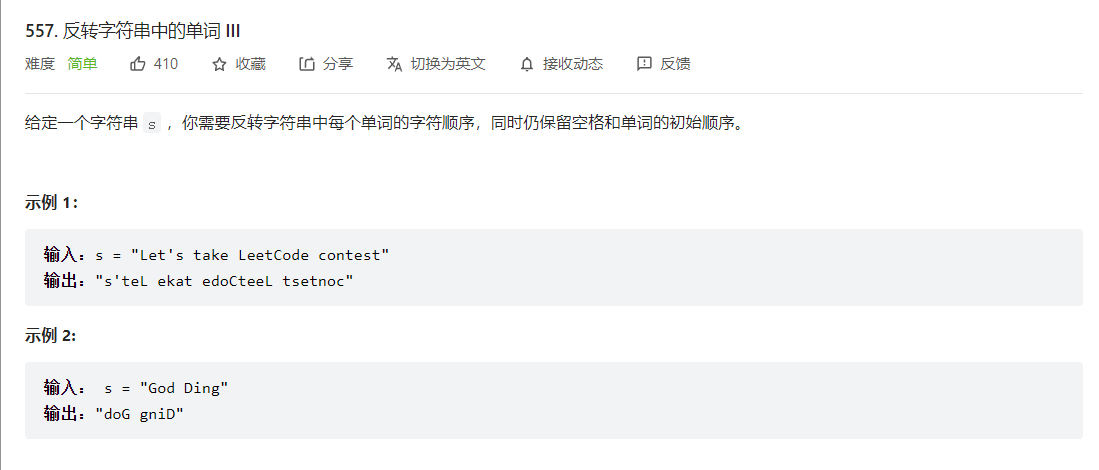 557. 反转字符串中的单词 III
难度 简单 410 收藏 分享 切换为英文 接收动态 反馈
给定一个字符串 s ，你需要反转字符串中每个单词的字符顺序，同时仍保留空格和单词的初始顺序。
示例 1：
输入：s = "Let's take LeetCode contest"
输出："s'teL ekat edoCteeL tsetnoc"
示例 2:
输入： s = "God Ding"
输出："doG gniD"